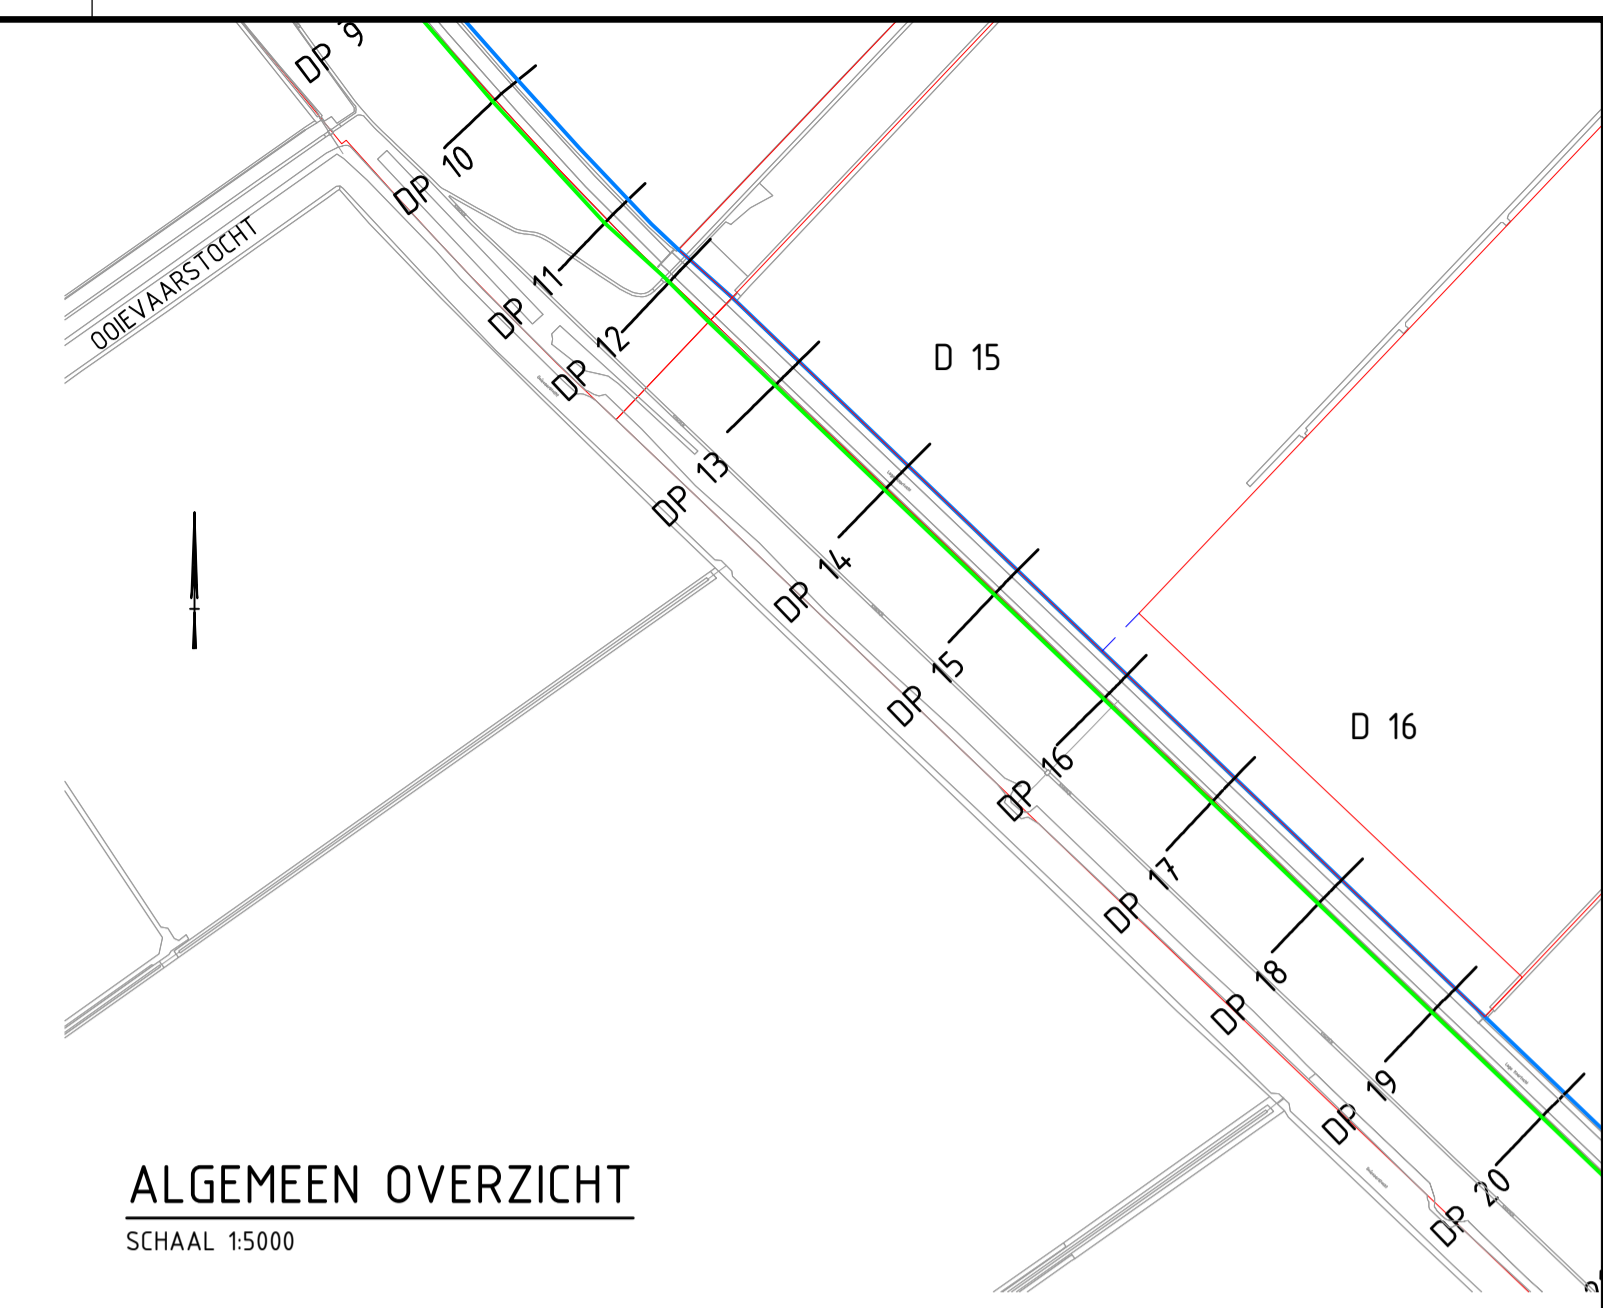 DP 9
DP 10
OOIEVAARSTOCHT
DP 11
DP 12
D 15
DP 13
DP 14
DP 15
D 16
DP 16
DP 17
DP 18
DP 19
DP 20
ALGEMEEN OVERZICHT
SCHAAL 1:5000